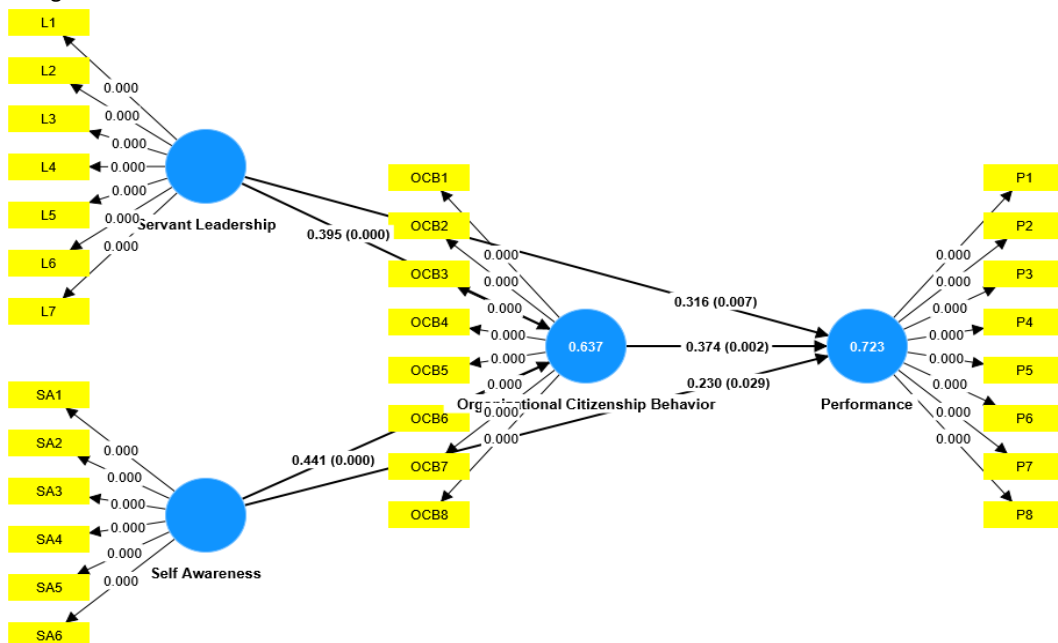 L1
L2
L3
L4
L5
L6
L7
0.000
0.000
0.000
0.000
0.000
0.000
0.000
Servant Leadership
SA1
SA2
SA3
SA4
SA5
SA6
0.000
0.000
0.000
0.000
0.000
0.000
Self Awareness
0.395 (0.000)
0.441 (0.000)
OCB1
OCB2
OCB3
OCB4
OCB5
OCB6
OCB7
OCB8
0.000
0.000
0.000
0.000
0.000
0.000
0.000
0.000
0.637
Organizational Citizenship Behavior
0.316 (0.007)
0.374 (0.002)
0.230 (0.029)
0.723
Performance
0.000
0.000
0.000
0.000
0.000
0.000
0.000
0.000
P1
P2
P3
P4
P5
P6
P7
P8